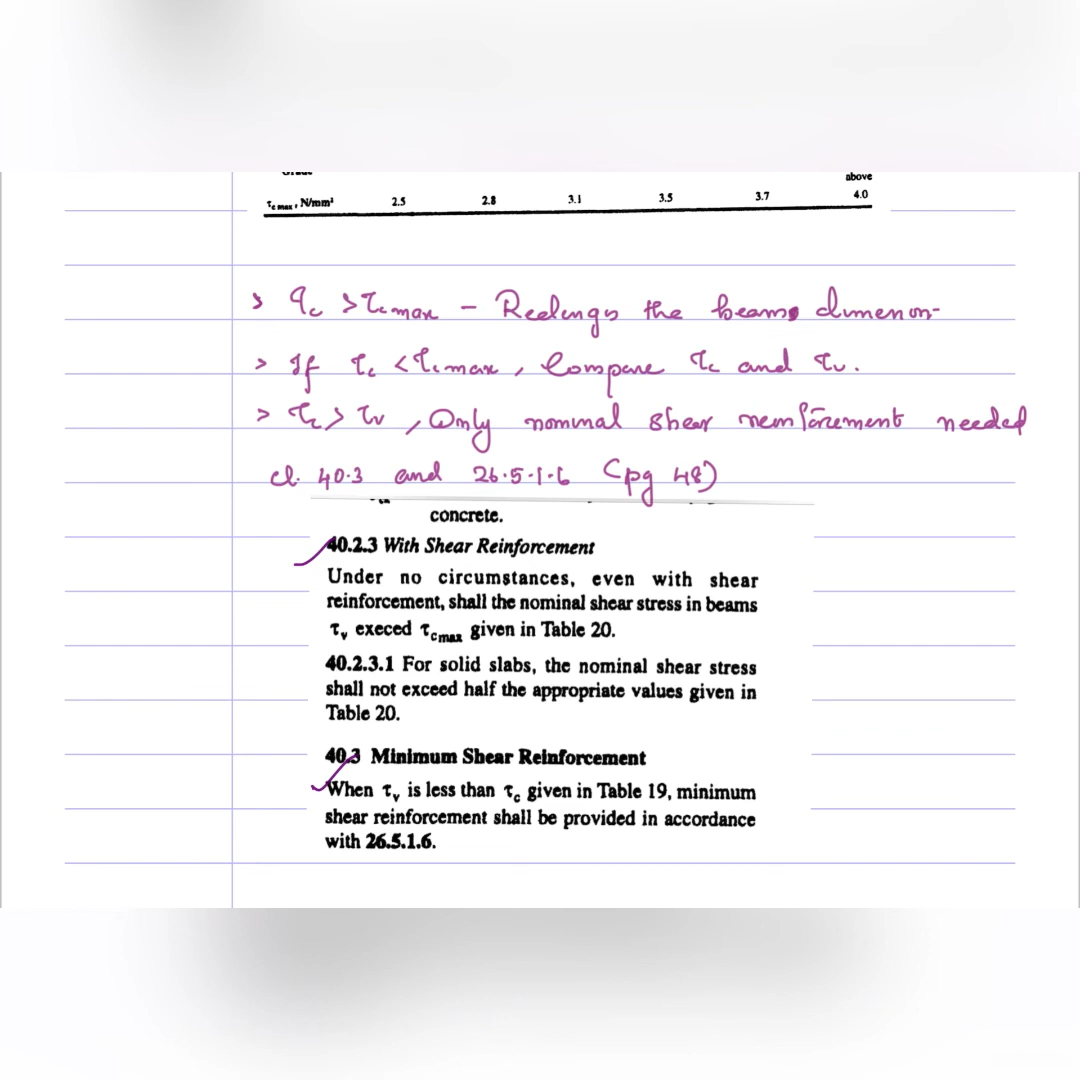 above
τc max, N/mm² 2.5 2.8 3.1 3.5 3.7 4.0
> τc > τc max – Redesign the beams dimension
> If τc < τc max, Compare τc and τv.
> τc > τv, Only nominal shear reinforcement needed
cl. 40.3 and 26.5.1.6 (pg 48)
concrete.
40.2.3 With Shear Reinforcement
Under no circumstances, even with shear
reinforcement, shall the nominal shear stress in beams
τv execed τcmax given in Table 20.
40.2.3.1 For solid slabs, the nominal shear stress
shall not exceed half the appropriate values given in
Table 20.
40.3 Minimum Shear Reinforcement
When τv is less than τc given in Table 19, minimum
shear reinforcement shall be provided in accordance
with 26.5.1.6.